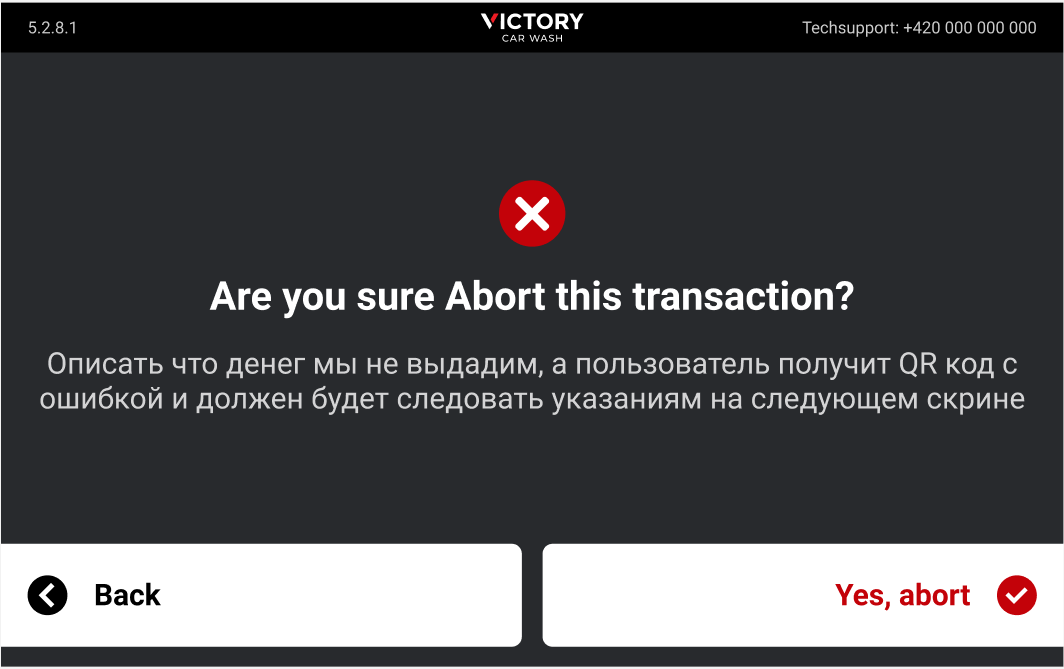 5.2.8.1
VICTORY
CAR WASH
Techsupport: +420 000 000 000
Are you sure Abort this transaction?
Описать что денег мы не выдадим, а пользователь получит QR код с
ошибкой и должен будет следовать указаниям на следующем скрине
Back
Yes, abort